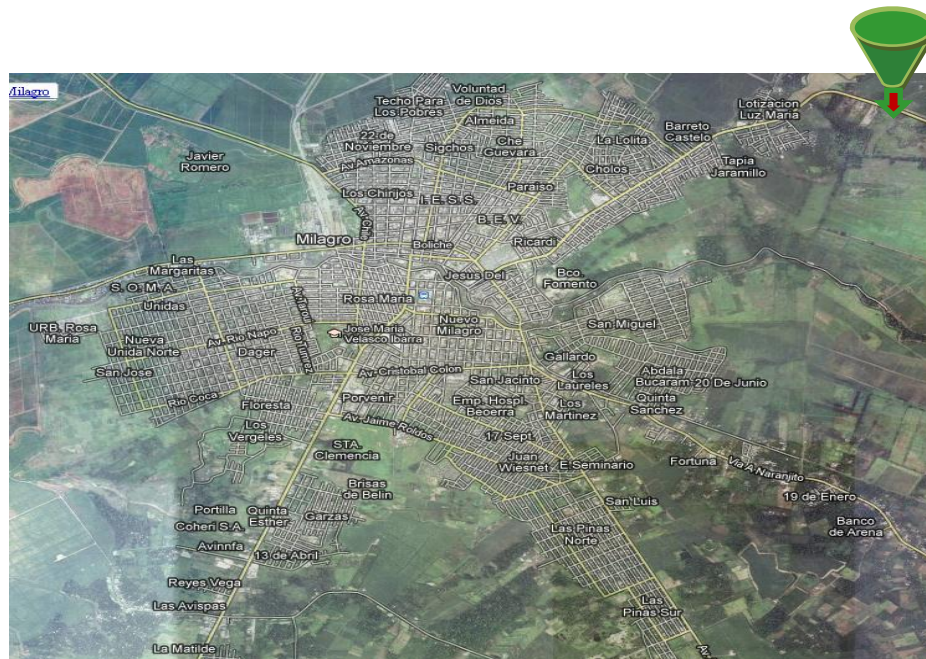 Milagro
Voluntad
de Dios
Techo Para
Los Pobres
Almeida
Lotizacion
Luz Maria
22 de
Noviembre
Sigchos
Che
Guevara
La Lolita
Barreto
Castelo
Javier
Romero
Av Amazonas
Cholos
Tapia
Jaramillo
Los Chirijos
I. E. S. S.
Paraiso
Av Chile
B. E. V.
Milagro
Boliche
Ricardi
Las
Margaritas
Jesus Del
Bco.
Fomento
S. O. M. A.
Unidas
Rosa Maria
URB. Rosa
Maria
Nueva
Unida Norte
Av- Rio Napo
Dager
Jose Maria
Velasco Ibarra
Nuevo
Milagro
San Miguel
Gallardo
San Jose
Av- Cristobal Colon
San Jacinto
Los
Laureles
Abdala
Bucaram
20 De Junio
Rio Coca
Floresta
Porvenir
Emp. Hospl.
Becerra
Los
Martinez
Quinta
Sanchez
Los
Vergeles
Av- Jaime Roldos
17 Sept.
STA.
Clemencia
Juan
Wiesnet
E Seminario
Fortuna
Via A Naranjito
Brisas
de Belin
19 de Enero
Portilla
Quinta
Esther
Garzas
San Luis
Coheri S.A.
Las Pinas
Norte
Banco
de Arena
Avinnfa
13 de Abril
Reyes Vega
Las Avispas
Las
Pinas Sur
La Matilde
Av-